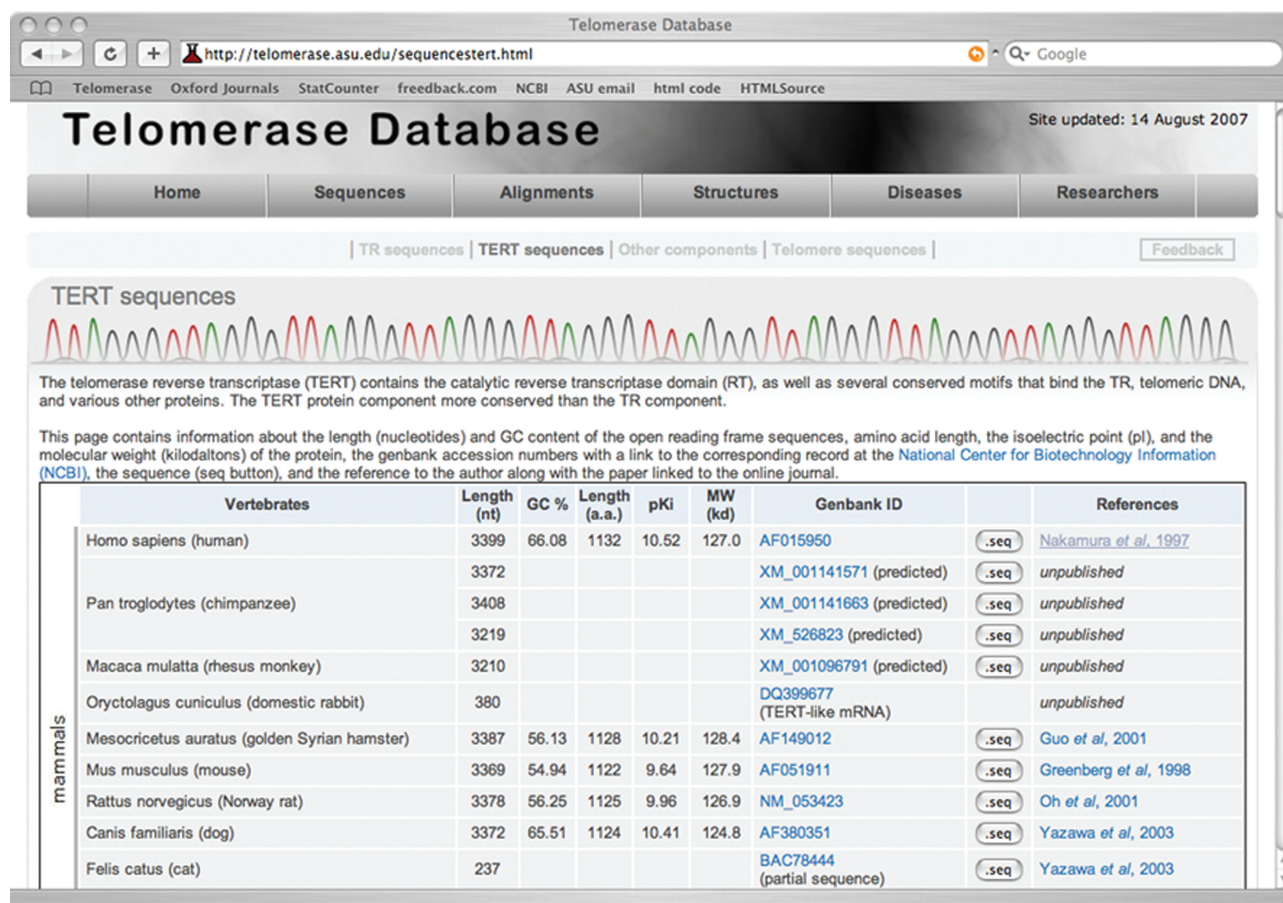 Telomerase Database
http://telomerase.asu.edu/sequencestert.html
Google
Telomerase Oxford Journals StatCounter freedback.com NCBI ASU email html code HTMLSource
Telomerase Database
Site updated: 14 August 2007
Home Sequences Alignments Structures Diseases Researchers
| TR sequences | TERT sequences | Other components | Telomere sequences |
Feedback
TERT sequences
The telomerase reverse transcriptase (TERT) contains the catalytic reverse transcriptase domain (RT), as well as several conserved motifs that bind the TR, telomeric DNA,
and various other proteins. The TERT protein component more conserved than the TR component.
This page contains information about the length (nucleotides) and GC content of the open reading frame sequences, amino acid length, the isoelectric point (pI), and the
molecular weight (kilodaltons) of the protein, the genbank accession numbers with a link to the corresponding record at the National Center for Biotechnology Information
(NCBI), the sequence (seq button), and the reference to the author along with the paper linked to the online journal.
Vertebrates Length (nt) GC % Length (a.a.) pKi MW (kd) Genbank ID References
mammals
Homo sapiens (human) 3399 66.08 1132 10.52 127.0 AF015950 .seq Nakamura et al, 1997
Pan troglodytes (chimpanzee) 3372 XM_001141571 (predicted) .seq unpublished
3408 XM_001141663 (predicted) .seq unpublished
3219 XM_526823 (predicted) .seq unpublished
Macaca mulatta (rhesus monkey) 3210 XM_001096791 (predicted) .seq unpublished
Oryctolagus cuniculus (domestic rabbit) 380 DQ399677 (TERT-like mRNA) unpublished
Mesocricetus auratus (golden Syrian hamster) 3387 56.13 1128 10.21 128.4 AF149012 .seq Guo et al, 2001
Mus musculus (mouse) 3369 54.94 1122 9.64 127.9 AF051911 .seq Greenberg et al, 1998
Rattus norvegicus (Norway rat) 3378 56.25 1125 9.96 126.9 NM_053423 .seq Oh et al, 2001
Canis familiaris (dog) 3372 65.51 1124 10.41 124.8 AF380351 .seq Yazawa et al, 2003
Felis catus (cat) 237 BAC78444 (partial sequence) .seq Yazawa et al, 2003